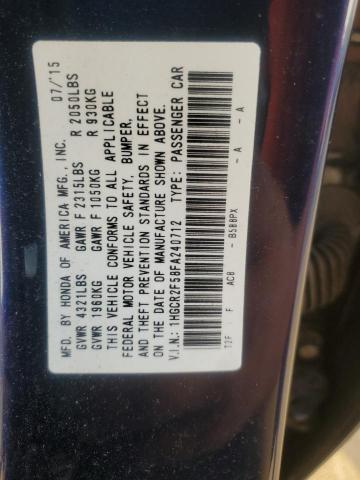 MFD. BY HONDA OF AMERICA MFG., INC. 07/'15
GVWR 4321LBS GAWR F 2315LBS R 2050LBS
GVWR 1960KG GAWR F 1050KG R 930KG
THIS VEHICLE CONFORMS TO ALL APPLICABLE
FEDERAL MOTOR VEHICLE SAFETY, BUMPER,
AND THEFT PREVENTION STANDARDS IN EFFECT
ON THE DATE OF MANUFACTURE SHOWN ABOVE.
V.I.N.: 1HGCR2F58FA240712 TYPE: PASSENGER CAR
T2F F AC8 - B588PX - A - A